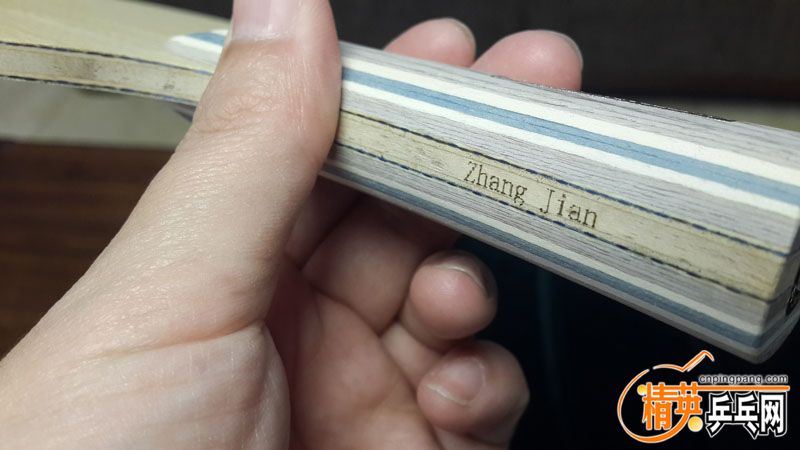 Zhang Jian
cnpingpang.com
精英乒乓网